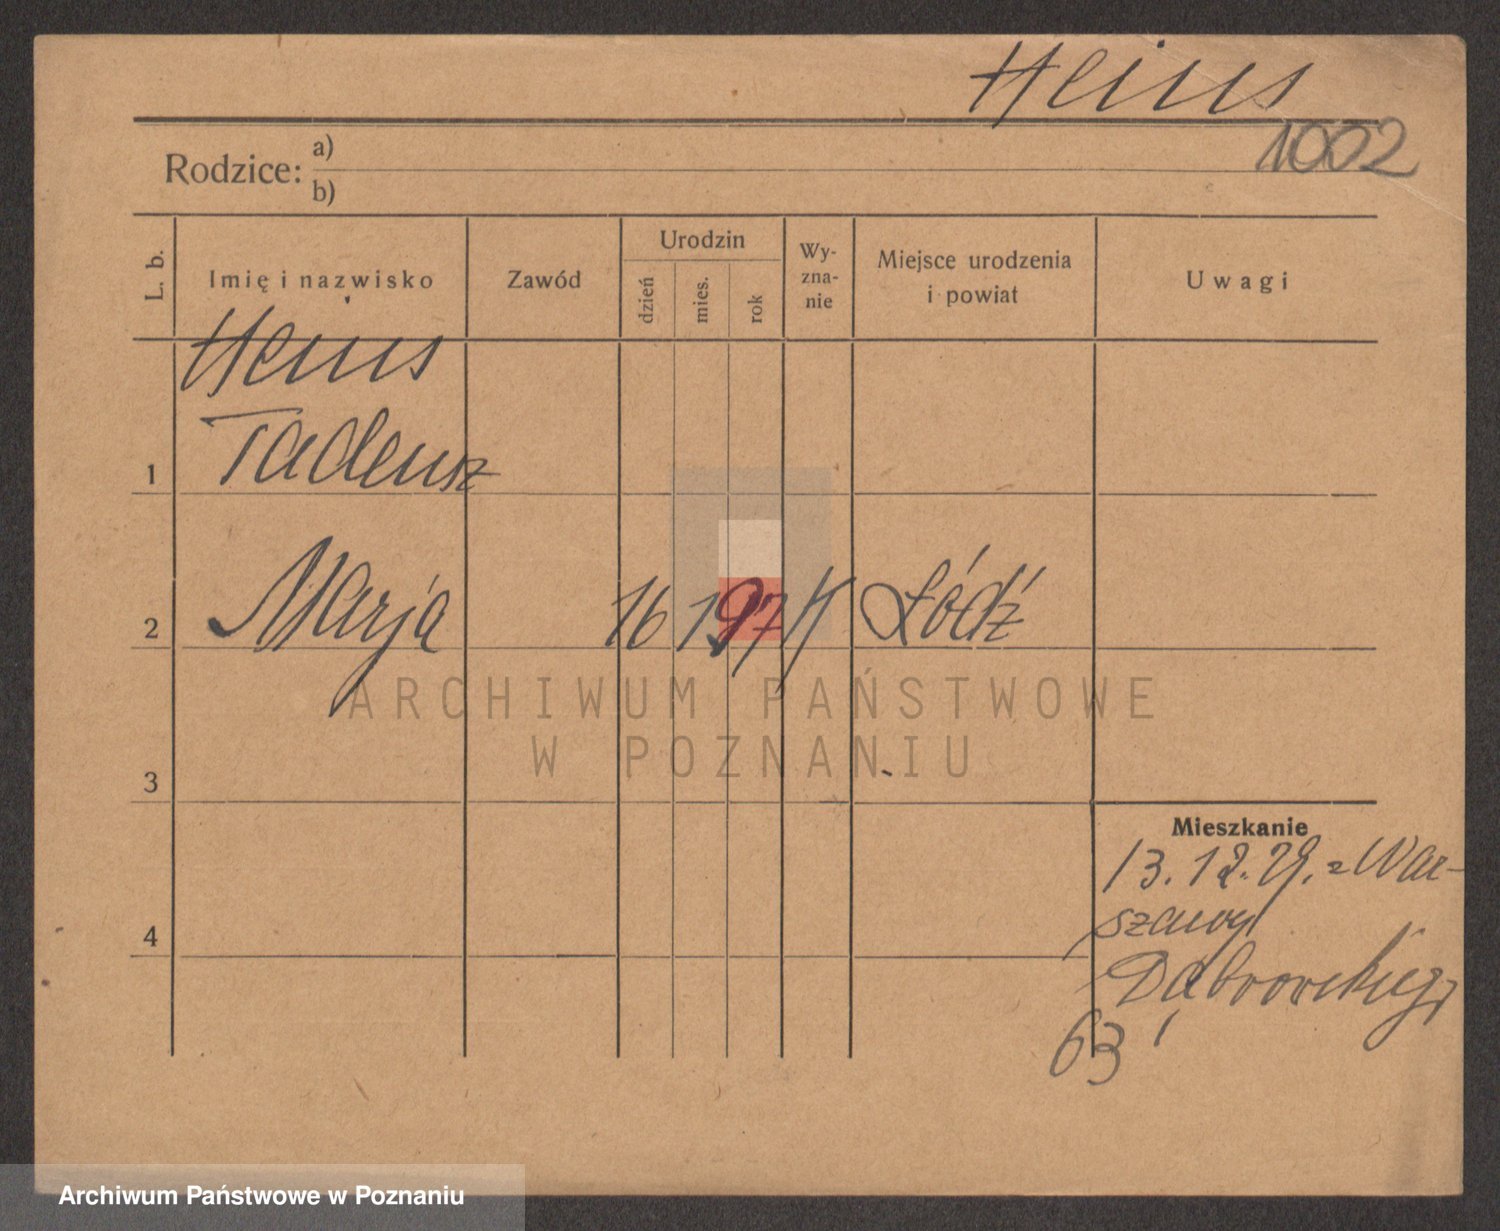 Heins
1002
Rodzice: a)
b)
L. b.
Imię i nazwisko
Zawód
Urodzin
dzień
mies.
rok
Wy-
zna-
nie
Miejsce urodzenia
i powiat
Uwagi
Heins
Tadeusz
1
2
Marja
16
1
97
Łódź
ARCHIWUM PAŃSTWOWE
W POZNANIU
3
Mieszkanie
13.12.29. z War-
szawy
4
Dąbrowskiego
63
Archiwum Państwowe w Poznaniu